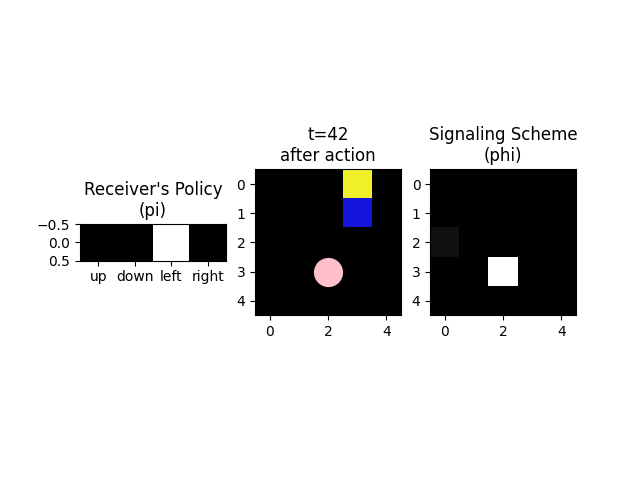 Receiver's Policy
(pi)
−0.5
0.0
0.5
up down left right
t=42
after action
0
1
2
3
4
0 2 4
Signaling Scheme
(phi)
0
1
2
3
4
0 2 4